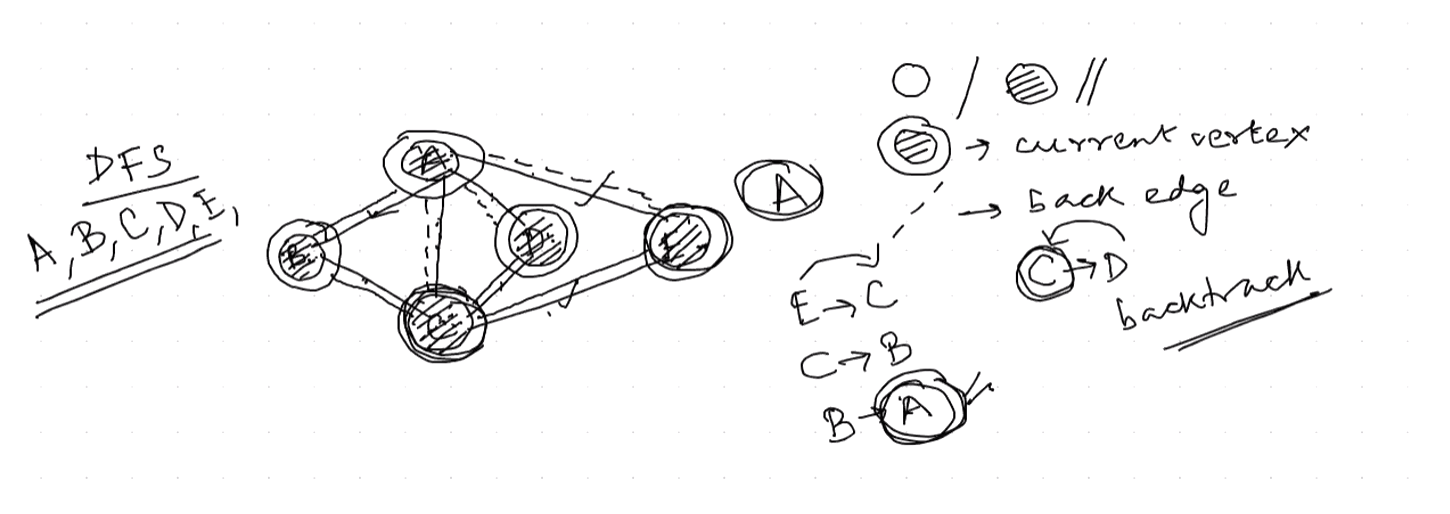 DFS
A, B, C, D, E,
A
B
D
C
E
A
→ current vertex
→ back edge
C → D
backtrack
E → C
C → B
B → A